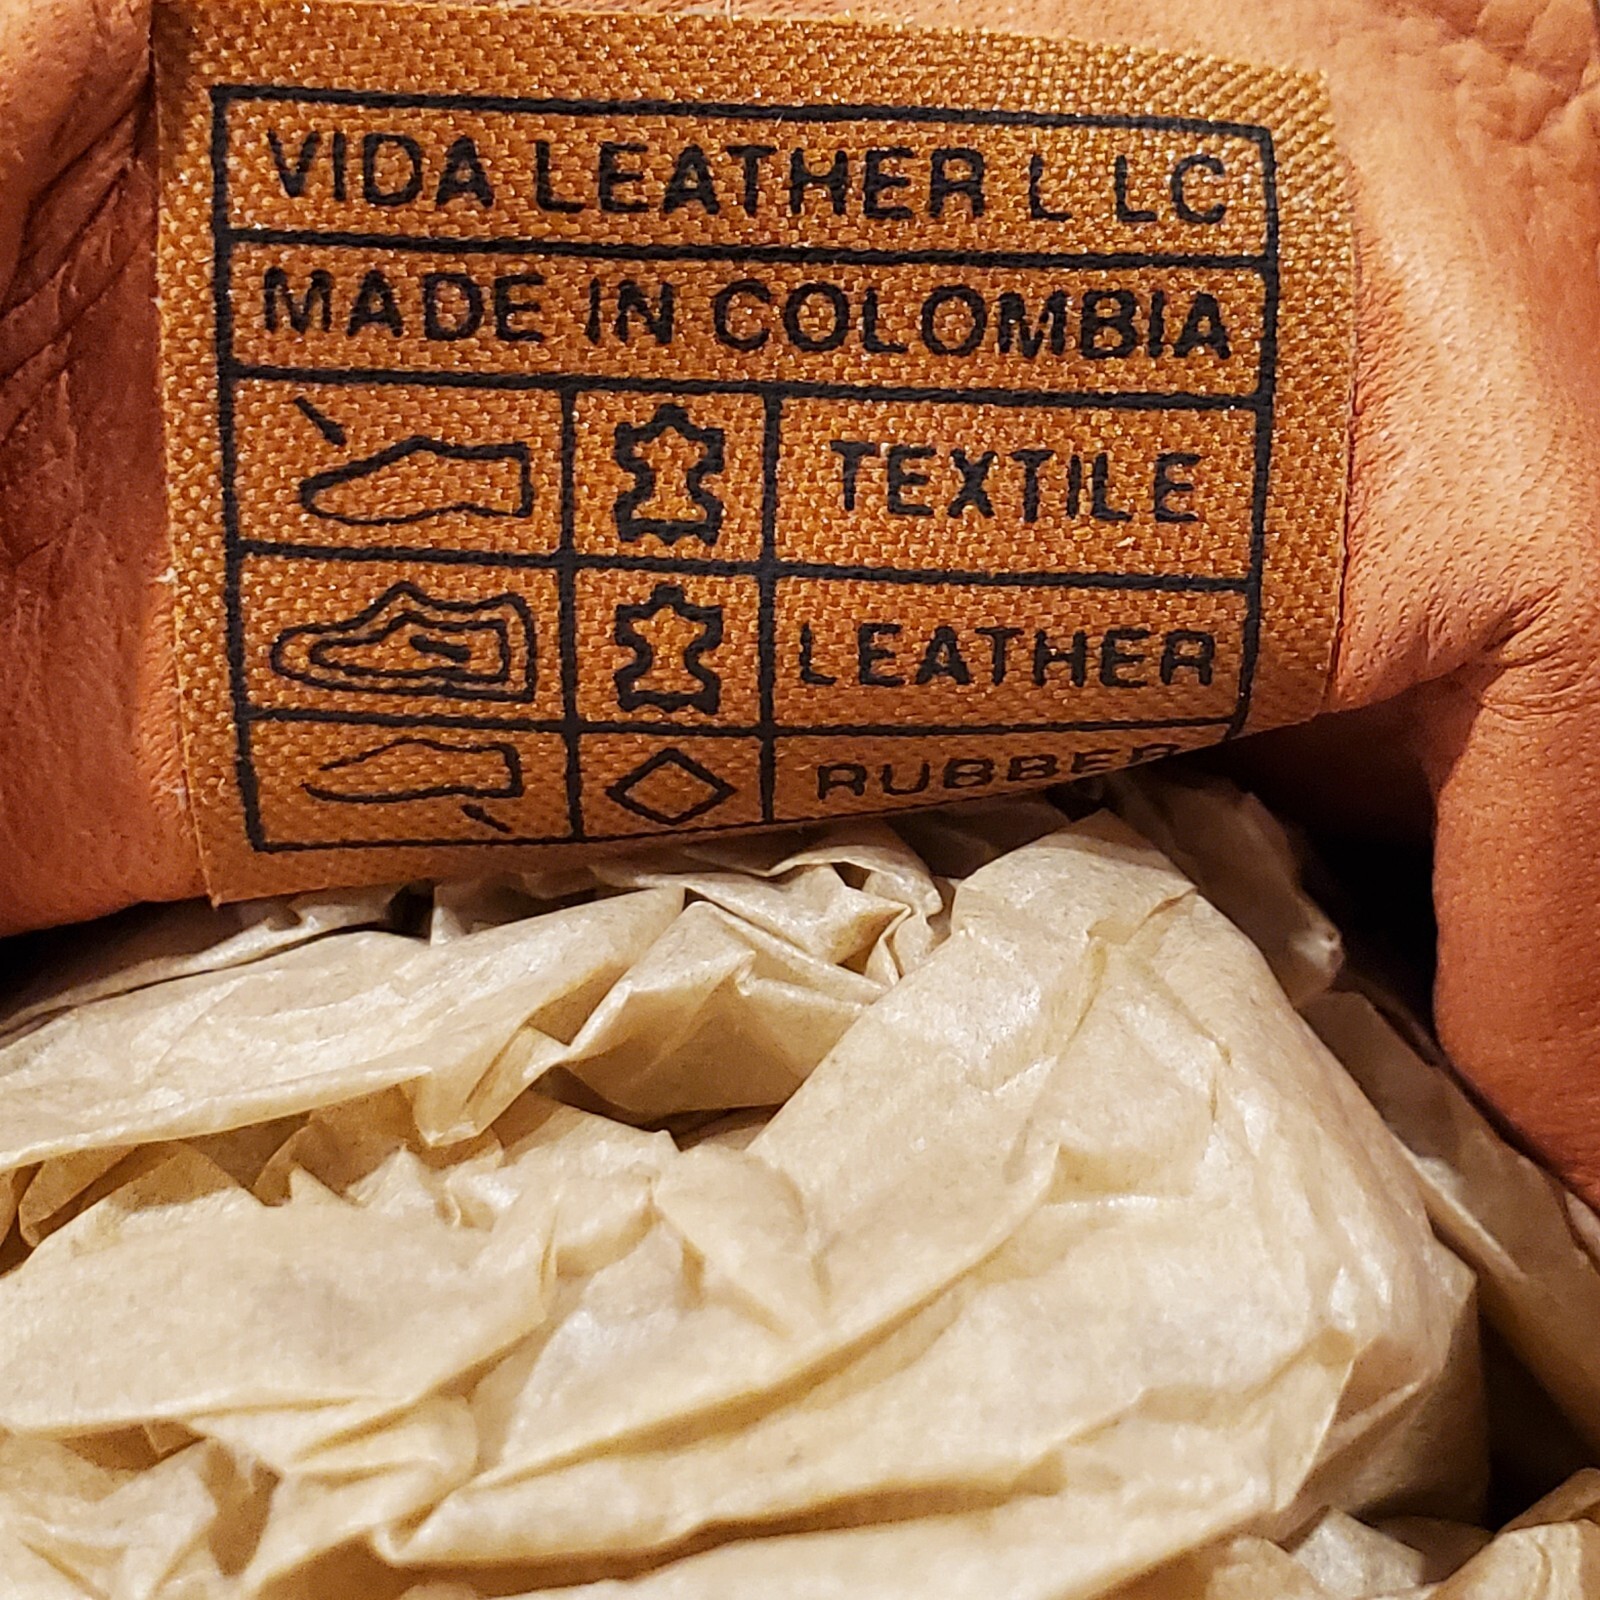 VIDA LEATHER L LC
MADE IN COLOMBIA
TEXTILE
LEATHER
RUBBER